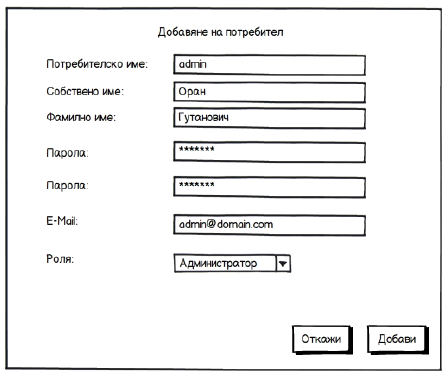 Добавяне на потребител
Потребителско име: admin
Собствено име: Оран
Фамилно име: Гутанович
Парола: *******
Парола: *******
E-Mail: admin@domain.com
Роля: Администратор
Откажи Добави